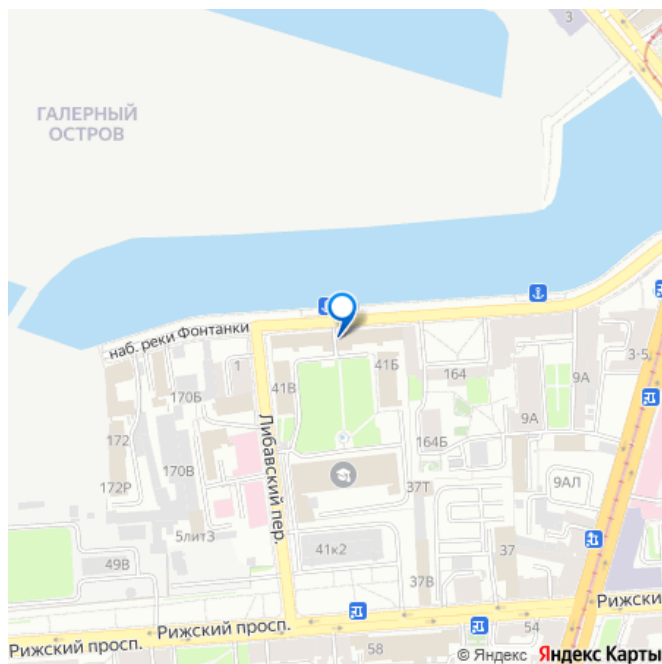 3
ГАЛЕРНЫЙ
ОСТРОВ
наб. реки Фонтанки
3-5
1
41Б
164
9А
41В
170Б
9А
172
164Б
Либавский пер.
170В
172Р
37Т
9АЛ
5лит3
41к2
37
49В
37В
Рижский
Рижский просп.
54
Рижский просп.
58
© Яндекс Яндекс Карты